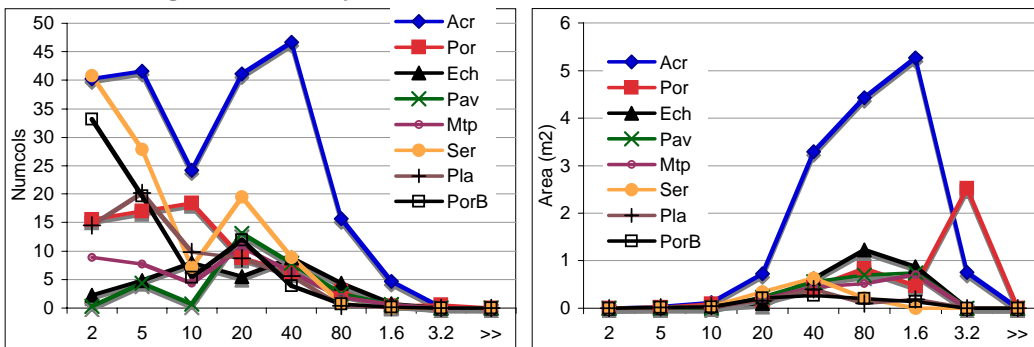 50
45
40
35
30
25
20
15
10
5
0
Numcols
2 5 10 20 40 80 1.6 3.2 >>
Acr
Por
Ech
Pav
Mtp
Ser
Pla
PorB
6
5
4
3
2
1
0
Area (m2)
2 5 10 20 40 80 1.6 3.2 >>
Acr
Por
Ech
Pav
Mtp
Ser
Pla
PorB